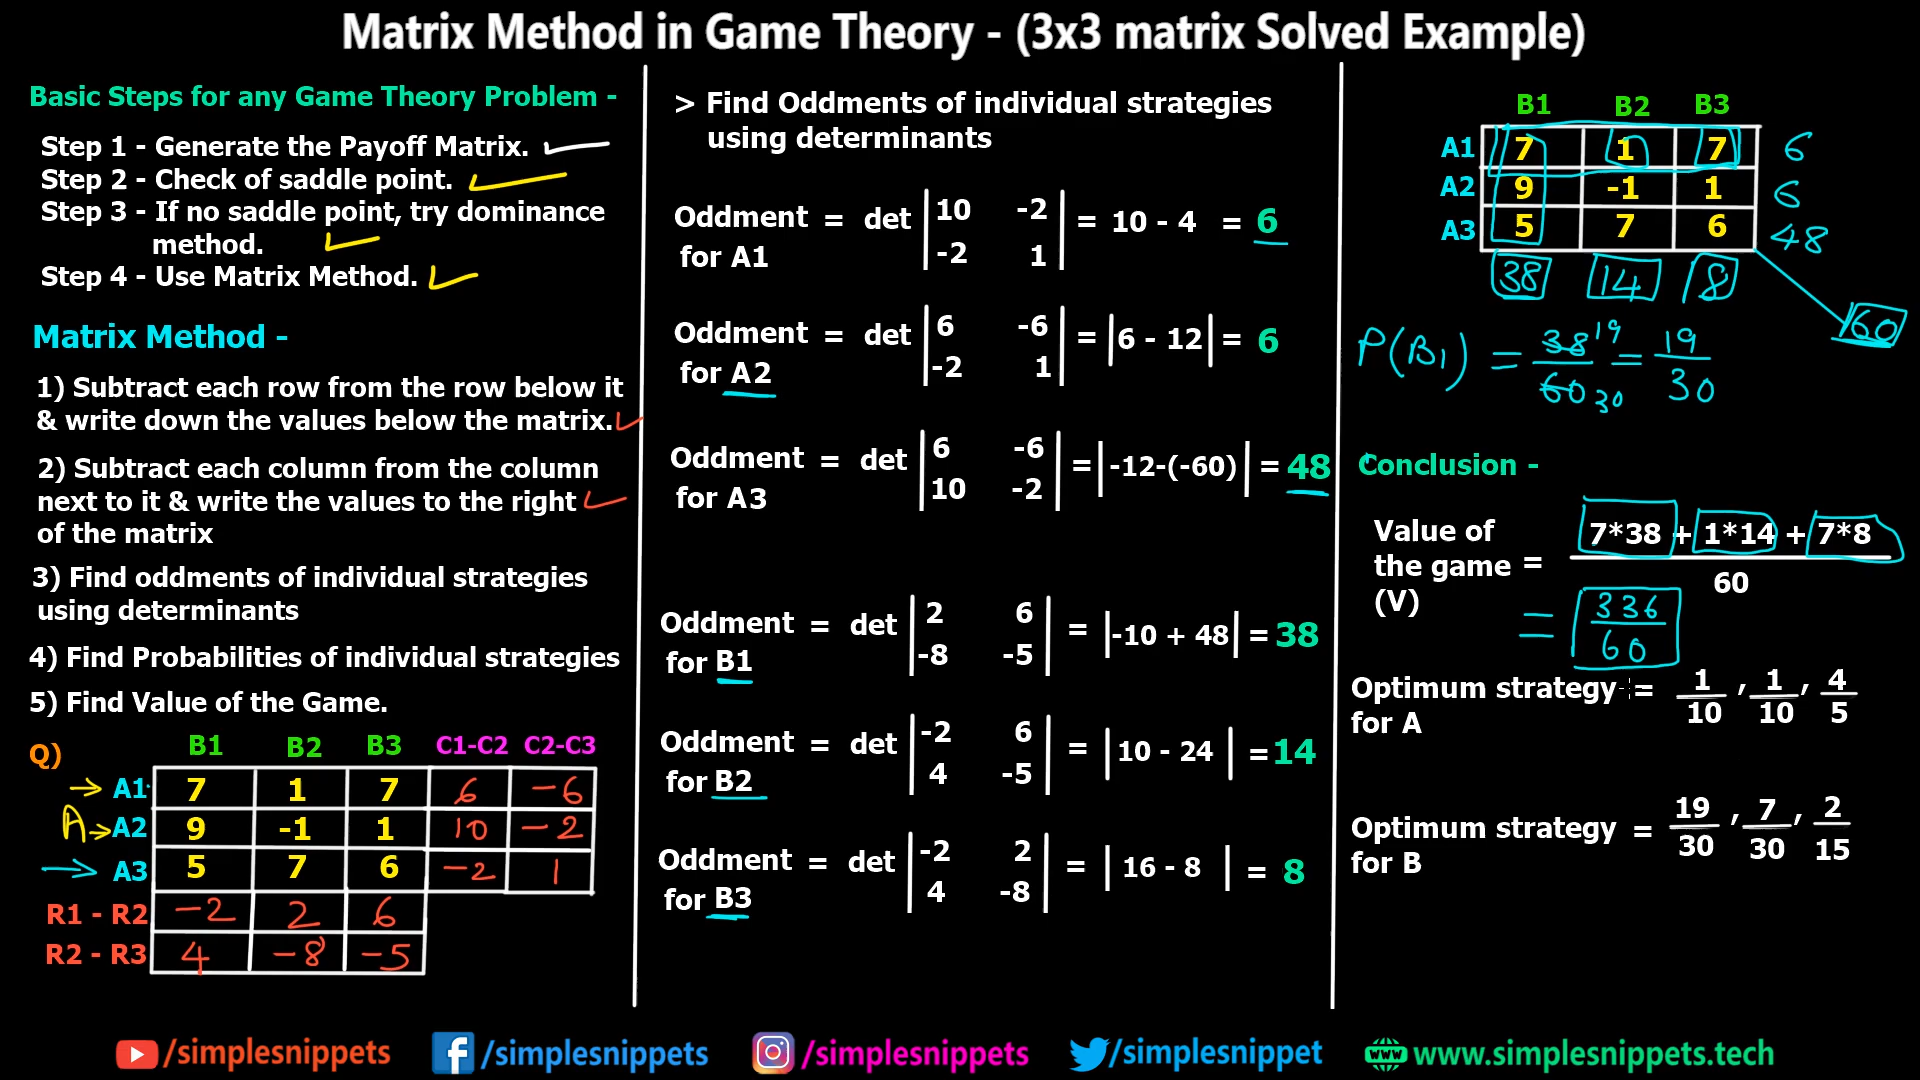 Matrix Method in Game Theory - (3x3 matrix Solved Example)
Basic Steps for any Game Theory Problem -
Step 1 - Generate the Payoff Matrix.
Step 2 - Check of saddle point.
Step 3 - If no saddle point, try dominance
method.
Step 4 - Use Matrix Method.
Matrix Method -
1) Subtract each row from the row below it
& write down the values below the matrix.
2) Subtract each column from the column
next to it & write the values to the right
of the matrix
3) Find oddments of individual strategies
using determinants
4) Find Probabilities of individual strategies
5) Find Value of the Game.
Q)
B1 B2 B3 C1-C2 C2-C3
A1 7 1 7 6 -6
A A2 9 -1 1 10 -2
A3 5 7 6 -2 1
R1 - R2 -2 2 6
R2 - R3 4 -8 -5
> Find Oddments of individual strategies
using determinants
Oddment = det |10 -2| = 10 - 4 = 6
for A1 |-2 1|
Oddment = det |6 -6| = |6 - 12| = 6
for A2 |-2 1|
Oddment = det |6 -6| = |-12-(-60)| = 48
for A3 |10 -2|
Oddment = det |2 6| = |-10 + 48| = 38
for B1 |-8 -5|
Oddment = det |-2 6| = |10 - 24| = 14
for B2 |4 -5|
Oddment = det |-2 2| = |16 - 8| = 8
for B3 |4 -8|
B1 B2 B3
A1 7 1 7 6
A2 9 -1 1 6
A3 5 7 6 48
38 14 8
60
P(B1) = 38 19 = 19
60 30 30
Conclusion -
Value of 7*38 + 1*14 + 7*8
the game =
(V) 60
= 336
60
Optimum strategy = 1 , 1 , 4
for A 10 10 5
Optimum strategy = 19 , 7 , 2
for B 30 30 15
/simplesnippets /simplesnippets /simplesnippets /simplesnippet www.simplesnippets.tech